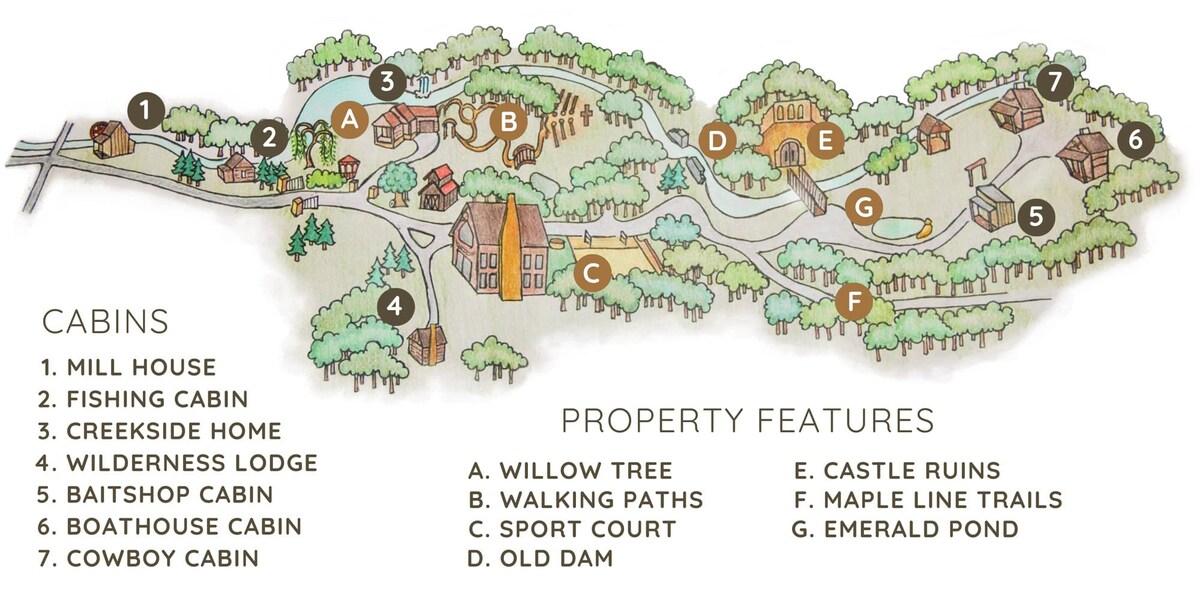 1
2
3
A
B
D
E
7
6
G
5
C
4
F
CABINS
1. MILL HOUSE
2. FISHING CABIN
3. CREEKSIDE HOME
4. WILDERNESS LODGE
5. BAITSHOP CABIN
6. BOATHOUSE CABIN
7. COWBOY CABIN
PROPERTY FEATURES
A. WILLOW TREE
B. WALKING PATHS
C. SPORT COURT
D. OLD DAM
E. CASTLE RUINS
F. MAPLE LINE TRAILS
G. EMERALD POND